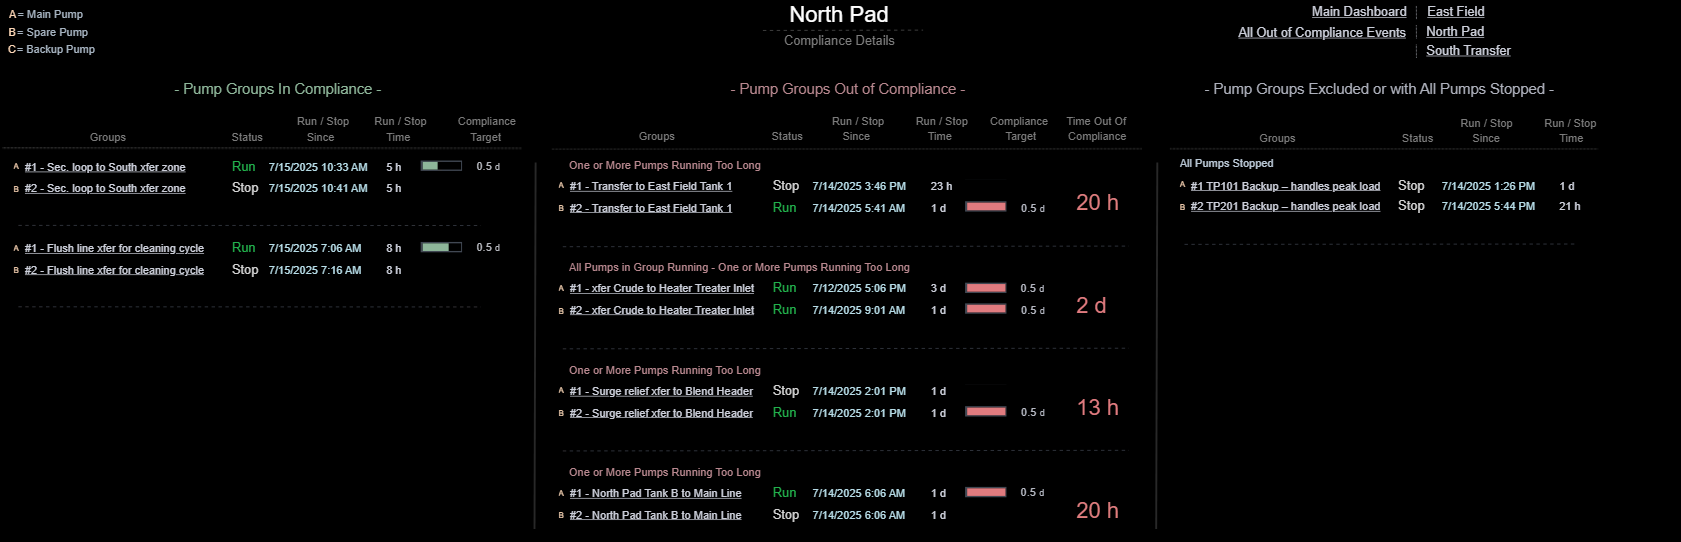 A= Main Pump
B= Spare Pump
C= Backup Pump
North Pad
Compliance Details
Main Dashboard
East Field
All Out of Compliance Events
North Pad
South Transfer
- Pump Groups In Compliance -
Groups Status Run / Stop Since Run / Stop Time Compliance Target
A #1 - Sec. loop to South xfer zone Run 7/15/2025 10:33 AM 5 h 0.5 d
B #2 - Sec. loop to South xfer zone Stop 7/15/2025 10:41 AM 5 h
A #1 - Flush line xfer for cleaning cycle Run 7/15/2025 7:06 AM 8 h 0.5 d
B #2 - Flush line xfer for cleaning cycle Stop 7/15/2025 7:16 AM 8 h
- Pump Groups Out of Compliance -
Groups Status Run / Stop Since Run / Stop Time Compliance Target Time Out Of Compliance
One or More Pumps Running Too Long
A #1 - Transfer to East Field Tank 1 Stop 7/14/2025 3:46 PM 23 h
B #2 - Transfer to East Field Tank 1 Run 7/14/2025 5:41 AM 1 d 0.5 d
20 h
All Pumps in Group Running - One or More Pumps Running Too Long
A #1 - xfer Crude to Heater Treater Inlet Run 7/12/2025 5:06 PM 3 d 0.5 d
B #2 - xfer Crude to Heater Treater Inlet Run 7/14/2025 9:01 AM 1 d 0.5 d
2 d
One or More Pumps Running Too Long
A #1 - Surge relief xfer to Blend Header Stop 7/14/2025 2:01 PM 1 d
B #2 - Surge relief xfer to Blend Header Run 7/14/2025 2:01 PM 1 d 0.5 d
13 h
One or More Pumps Running Too Long
A #1 - North Pad Tank B to Main Line Run 7/14/2025 6:06 AM 1 d 0.5 d
B #2 - North Pad Tank B to Main Line Stop 7/14/2025 6:06 AM 1 d
20 h
- Pump Groups Excluded or with All Pumps Stopped -
Groups Status Run / Stop Since Run / Stop Time
All Pumps Stopped
A #1 TP101 Backup – handles peak load Stop 7/14/2025 1:26 PM 1 d
B #2 TP201 Backup – handles peak load Stop 7/14/2025 5:44 PM 21 h